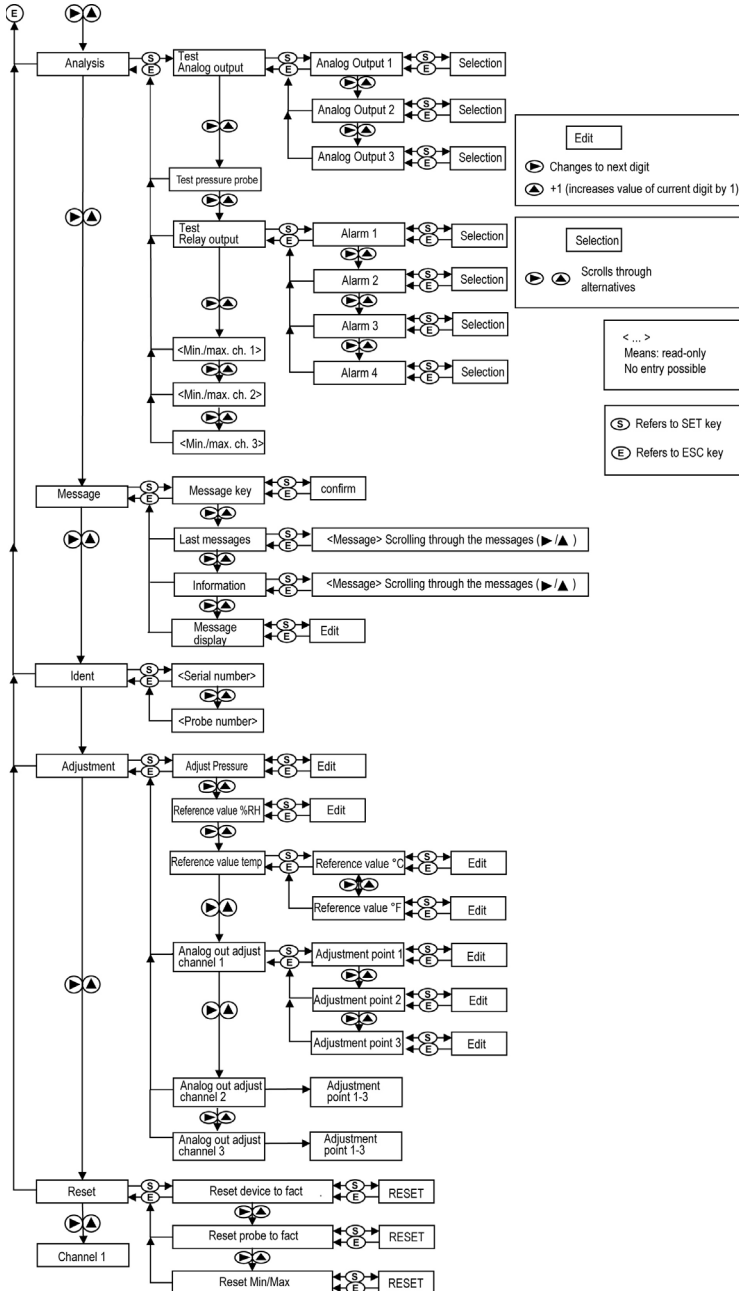 E
Analysis
S
E
Test
Analog output
S
E
Analog Output 1
S
E
Selection
Analog Output 2
S
E
Selection
Analog Output 3
S
E
Selection
Test pressure probe
Test
Relay output
S
E
Alarm 1
S
E
Selection
Alarm 2
S
E
Selection
Alarm 3
S
E
Selection
Alarm 4
S
E
Selection
<Min./max. ch. 1>
<Min./max. ch. 2>
<Min./max. ch. 3>
Edit
Changes to next digit
+1 (increases value of current digit by 1)
Selection
Scrolls through
alternatives
< ... >
Means: read-only
No entry possible
S Refers to SET key
E Refers to ESC key
Message
S
E
Message key
S
E
confirm
Last messages
S
E
<Message> Scrolling through the messages (▶/▲ )
Information
S
E
<Message> Scrolling through the messages (▶/▲ )
Message
display
S
E
Edit
Ident
S
E
<Serial number>
<Probe number>
Adjustment
S
E
Adjust Pressure
S
E
Edit
Reference value %RH
S
E
Edit
Reference value temp
S
E
Reference value °C
S
E
Edit
Reference value °F
S
E
Edit
Analog out adjust
channel 1
S
E
Adjustment point 1
S
E
Edit
Adjustment point 2
S
E
Edit
Adjustment point 3
S
E
Edit
Analog out adjust
channel 2
Adjustment
point 1-3
Analog out adjust
channel 3
Adjustment
point 1-3
Reset
S
E
Reset device to fact .
S
E
RESET
Reset probe to fact
S
E
RESET
Reset Min/Max
S
E
RESET
Channel 1